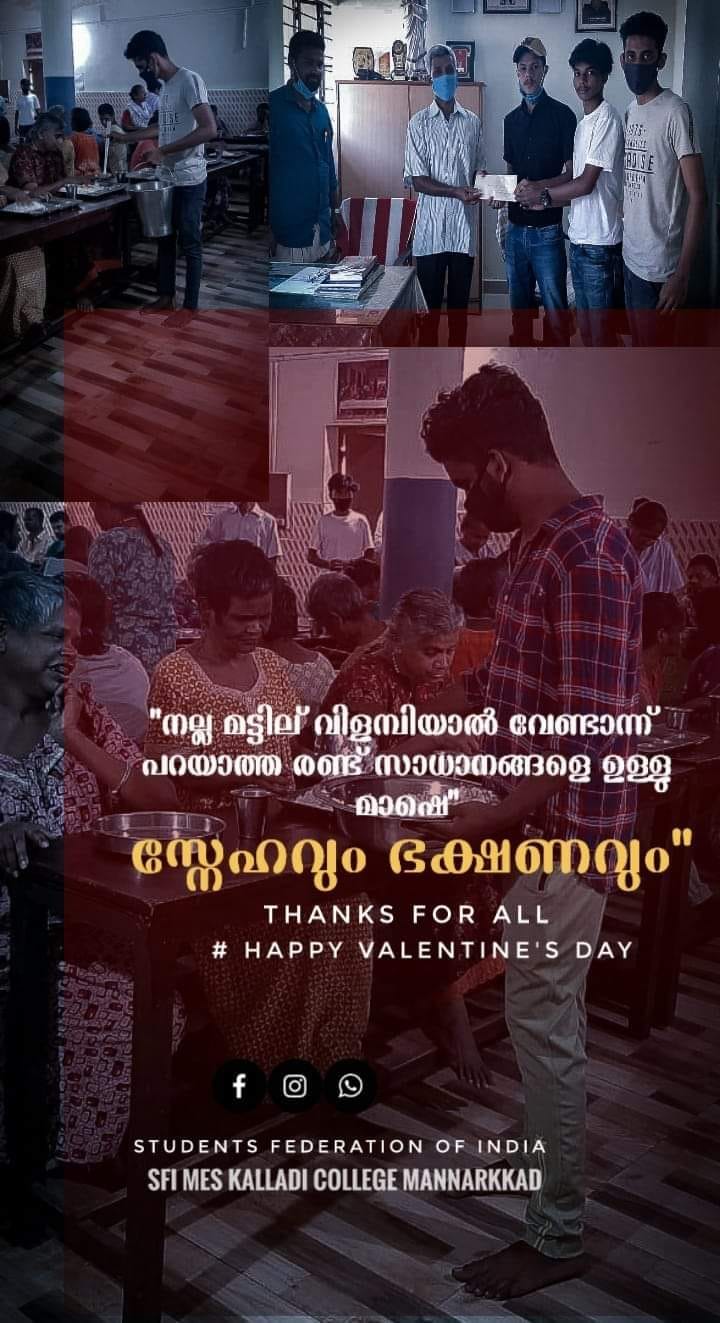 "നല്ല മട്ടില് വിളമ്പിയാൽ വേണ്ടാന്ന്
പറയാത്ത രണ്ട് സാധാനങ്ങളെ ഉള്ളു
മാഷെ"
സ്നേഹവും ഭക്ഷണവും"
THANKS FOR ALL
# HAPPY VALENTINE'S DAY
STUDENTS FEDERATION OF INDIA
SFI MES KALLADI COLLEGE MANNARKKAD